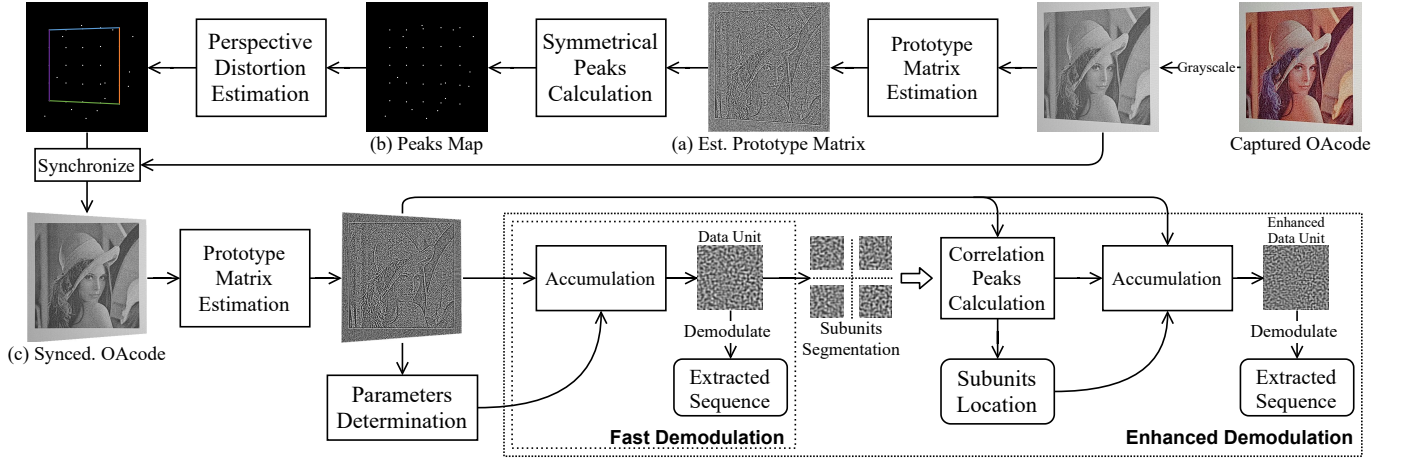 Perspective
Distortion
Estimation
Symmetrical
Peaks
Calculation
Prototype
Matrix
Estimation
Grayscale
(b) Peaks Map
(a) Est. Prototype Matrix
Captured OAcode
Synchronize
Prototype
Matrix
Estimation
(c) Synced. OAcode
Parameters
Determination
Accumulation
Data Unit
Demodulate
Extracted
Sequence
Fast Demodulation
Subunits
Segmentation
Correlation
Peaks
Calculation
Subunits
Location
Accumulation
Enhanced
Data Unit
Demodulate
Extracted
Sequence
Enhanced Demodulation